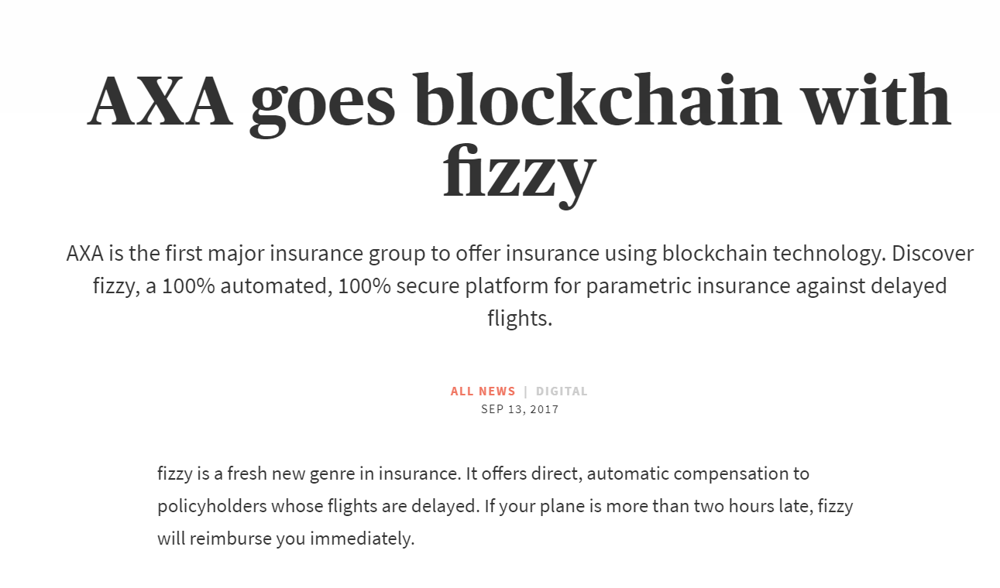 AXA goes blockchain with
fizzy
AXA is the first major insurance group to offer insurance using blockchain technology. Discover
fizzy, a 100% automated, 100% secure platform for parametric insurance against delayed
flights.
ALL NEWS | DIGITAL
SEP 13, 2017
fizzy is a fresh new genre in insurance. It offers direct, automatic compensation to
policyholders whose flights are delayed. If your plane is more than two hours late, fizzy
will reimburse you immediately.